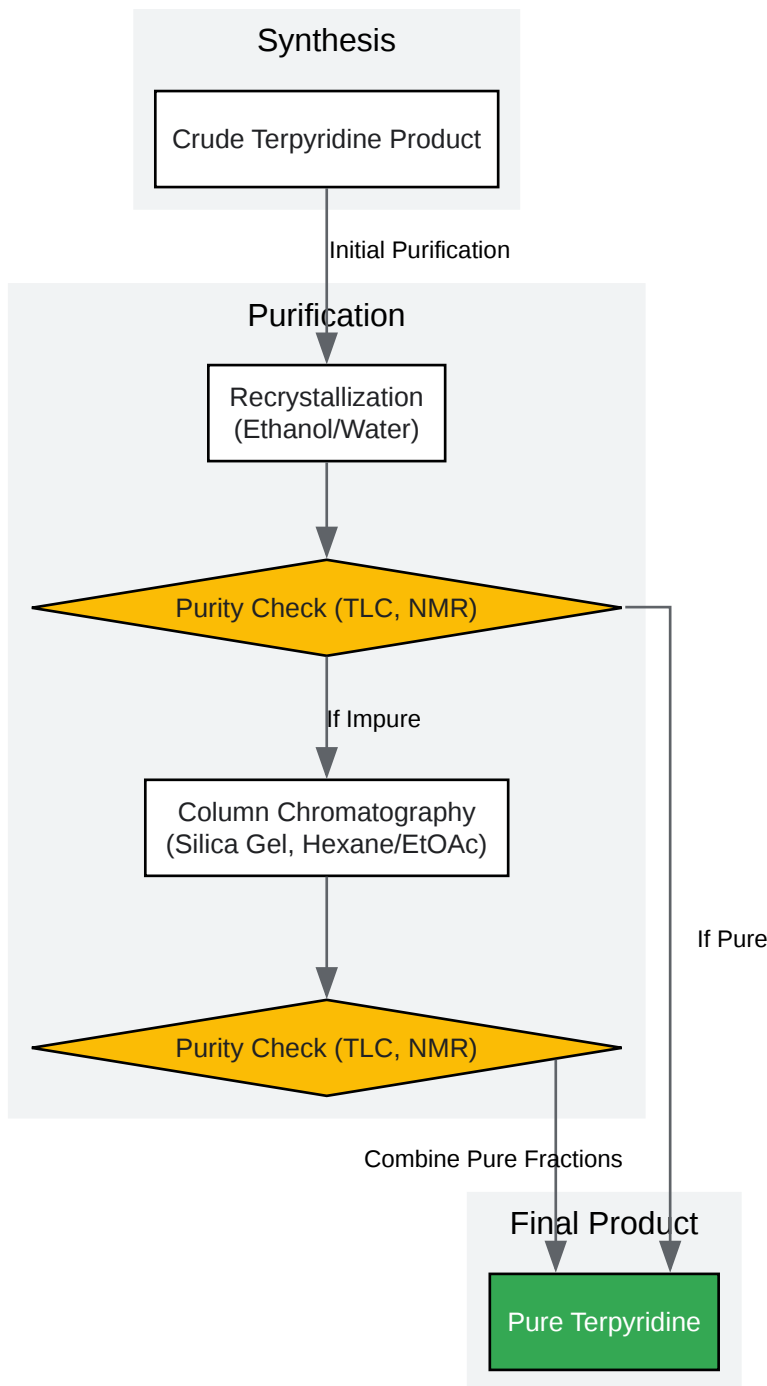 Synthesis
Crude Terpyridine Product
Initial Purification
Purification
Recrystallization
(Ethanol/Water)
Purity Check (TLC, NMR)
If Impure
Column Chromatography
(Silica Gel, Hexane/EtOAc)
If Pure
Purity Check (TLC, NMR)
Combine Pure Fractions
Final Product
Pure Terpyridine